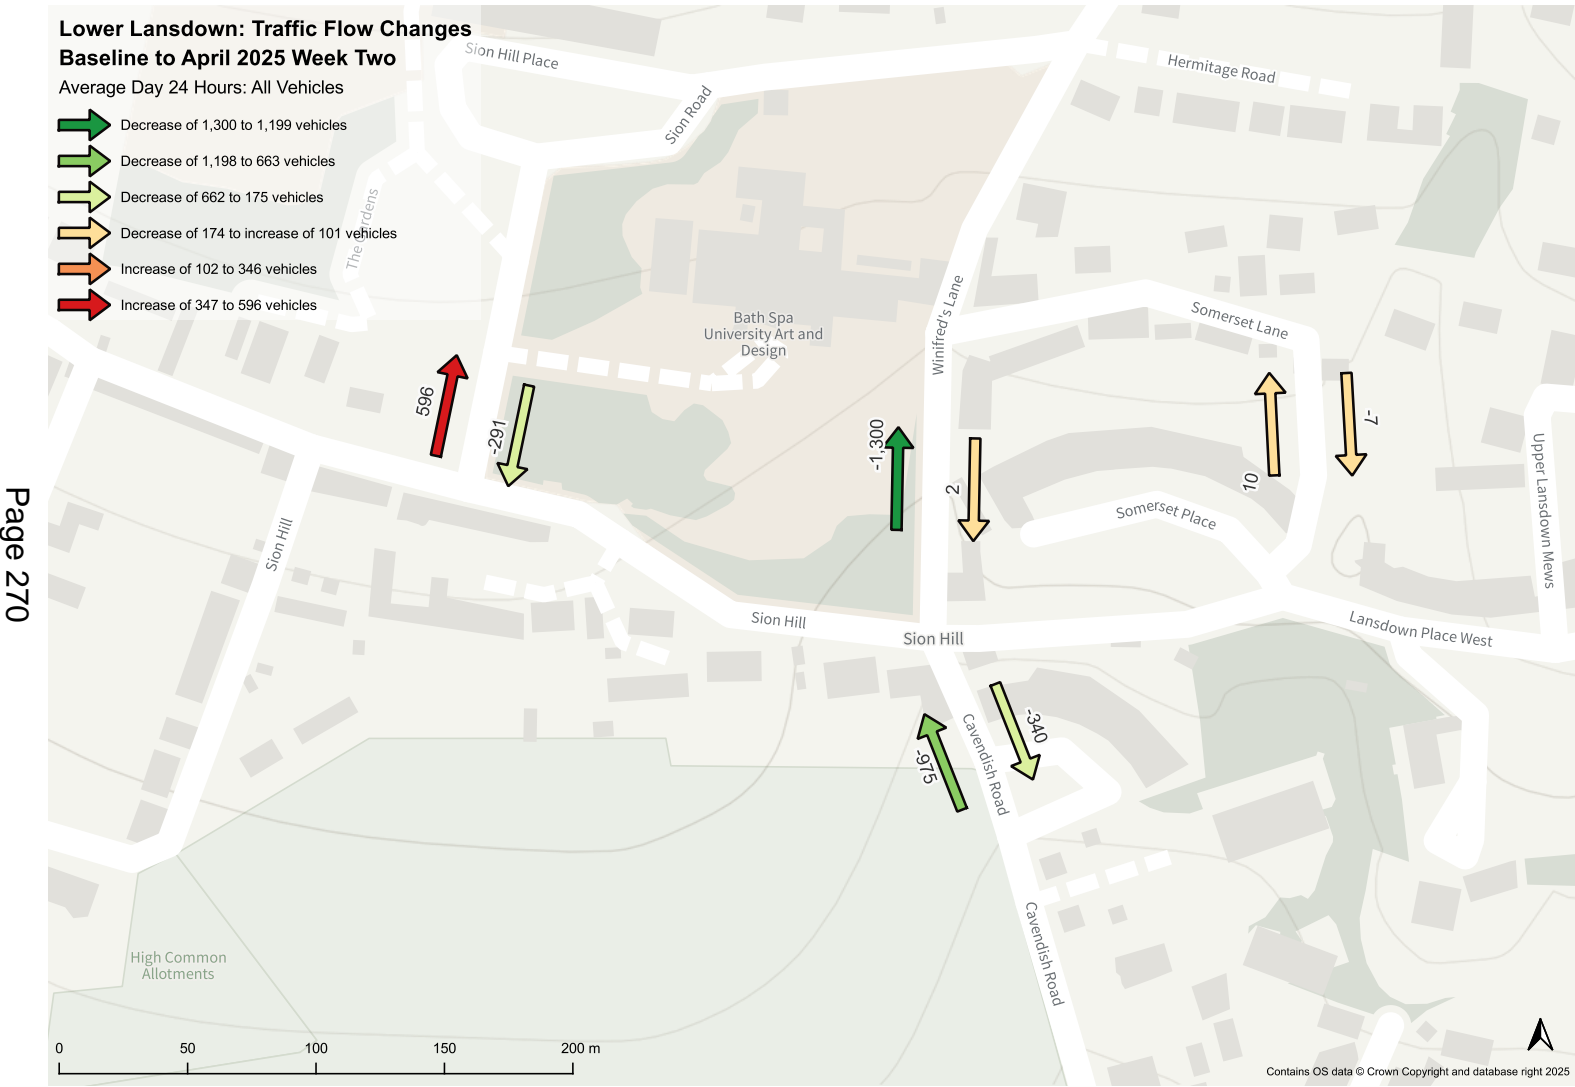 Lower Lansdown: Traffic Flow Changes
Baseline to April 2025 Week Two
Average Day 24 Hours: All Vehicles
Decrease of 1,300 to 1,199 vehicles
Decrease of 1,198 to 663 vehicles
Decrease of 662 to 175 vehicles
Decrease of 174 to increase of 101 vehicles
Increase of 102 to 346 vehicles
Increase of 347 to 596 vehicles
Sion Hill Place
Sion Road
Hermitage Road
The Gardens
Bath Spa
University Art and
Design
Winifred's Lane
Somerset Lane
596
-291
-1,300
2
10
-7
Somerset Place
Upper Lansdown Mews
Sion Hill
Sion Hill
Sion Hill
Lansdown Place West
-975
-340
Cavendish Road
Cavendish Road
High Common
Allotments
0 50 100 150 200 m
Contains OS data © Crown Copyright and database right 2025
Page 270